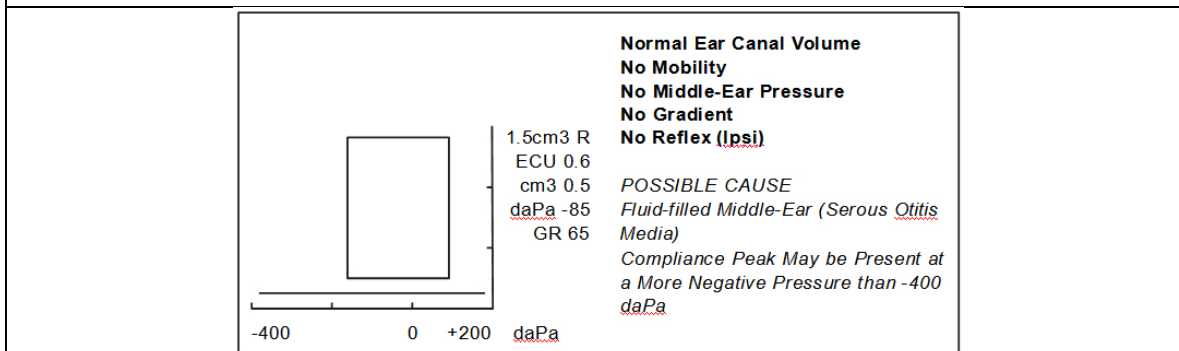 Normal Ear Canal Volume
No Mobility
No Middle-Ear Pressure
No Gradient
No Reflex (Ipsi)
1.5cm3 R
ECU 0.6
cm3 0.5
daPa -85
GR 65
POSSIBLE CAUSE
Fluid-filled Middle-Ear (Serous Otitis
Media)
Compliance Peak May be Present at
a More Negative Pressure than -400
daPa
-400 0 +200 daPa